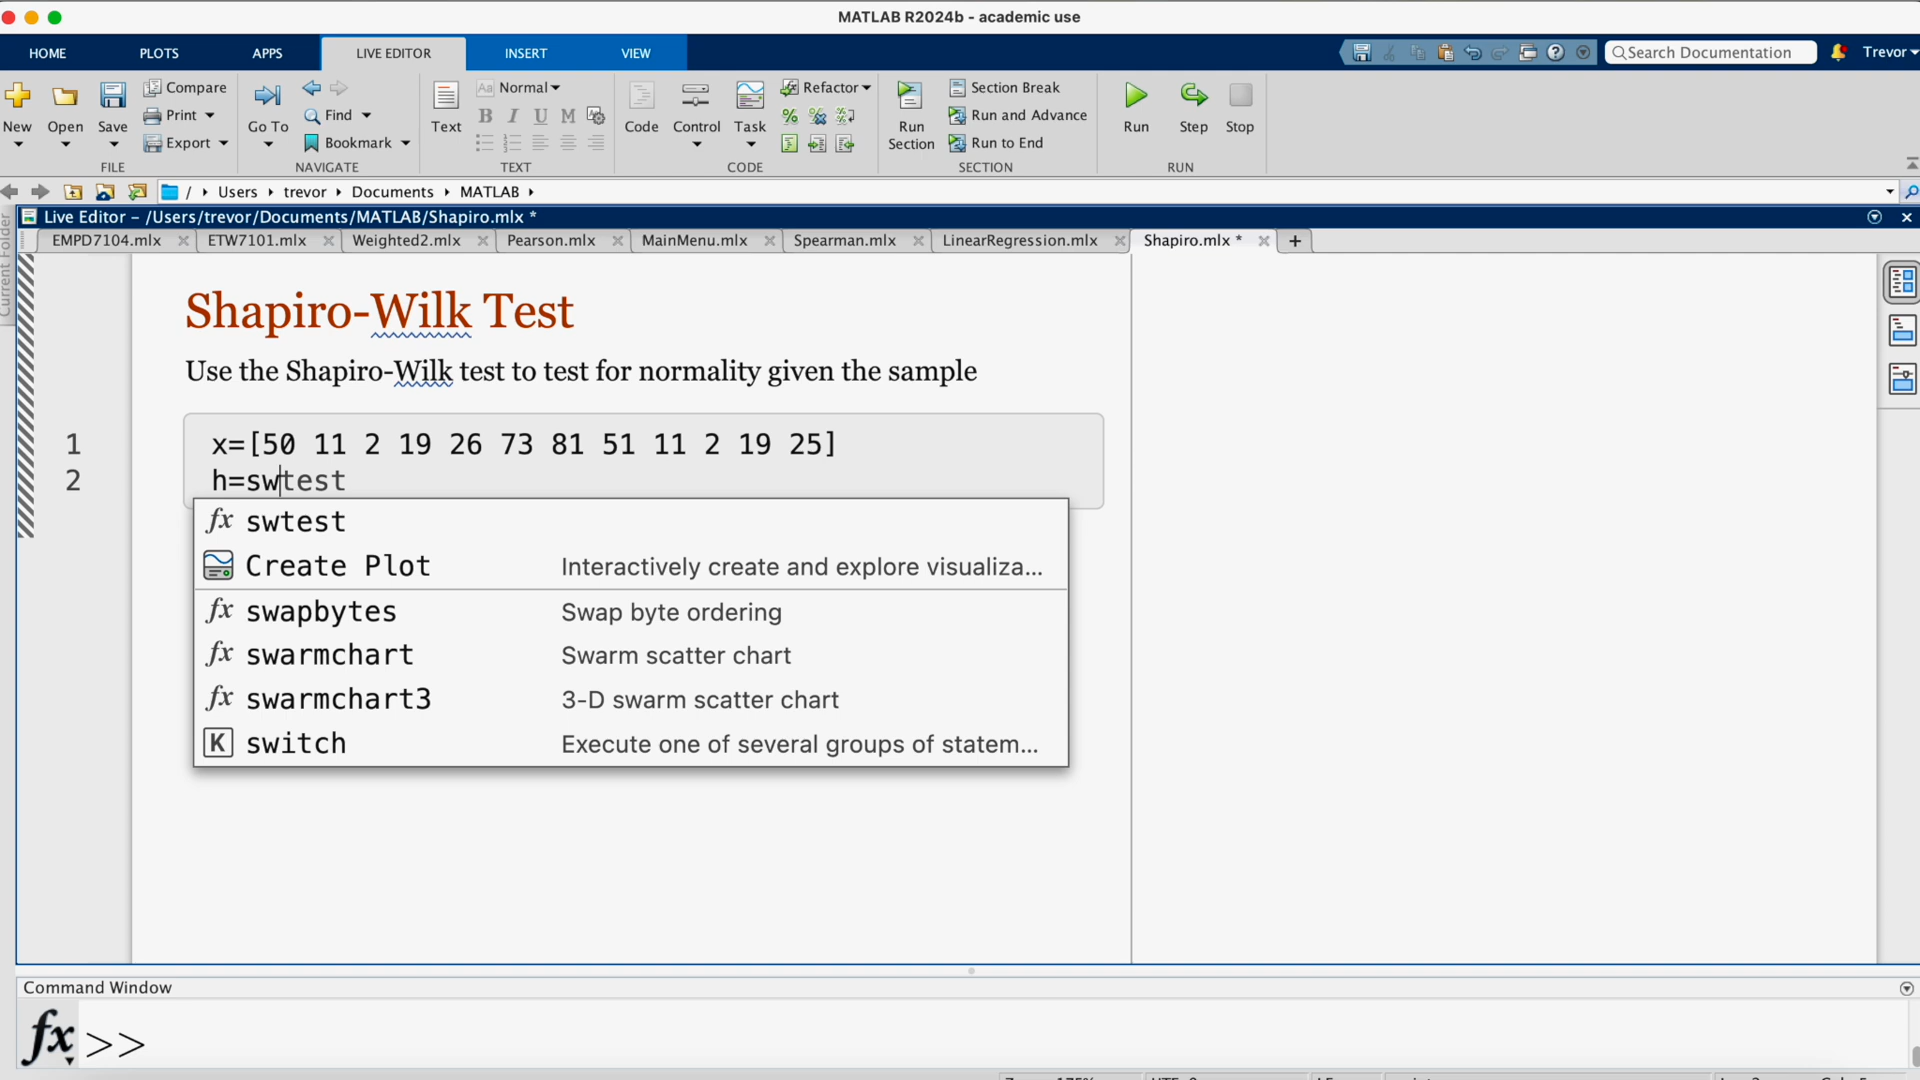 MATLAB R2024b - academic use
HOME PLOTS APPS LIVE EDITOR INSERT VIEW Search Documentation Trevor
New Open Save Compare Print Export Go To Find Bookmark Text Normal B I U M Code Control Task Refactor Run Section Section Break Run and Advance Run to End Run Step Stop
FILE NAVIGATE TEXT CODE SECTION RUN
/ Users trevor Documents MATLAB
Current Folder
Live Editor - /Users/trevor/Documents/MATLAB/Shapiro.mlx *
EMPD7104.mlx ETW7101.mlx Weighted2.mlx Pearson.mlx MainMenu.mlx Spearman.mlx LinearRegression.mlx Shapiro.mlx * +
Shapiro-Wilk Test
Use the Shapiro-Wilk test to test for normality given the sample
1 x=[50 11 2 19 26 73 81 51 11 2 19 25]
2 h=swtest
fx swtest
Create Plot Interactively create and explore visualiza...
fx swapbytes Swap byte ordering
fx swarmchart Swarm scatter chart
fx swarmchart3 3-D swarm scatter chart
K switch Execute one of several groups of statem...
Command Window
fx >>